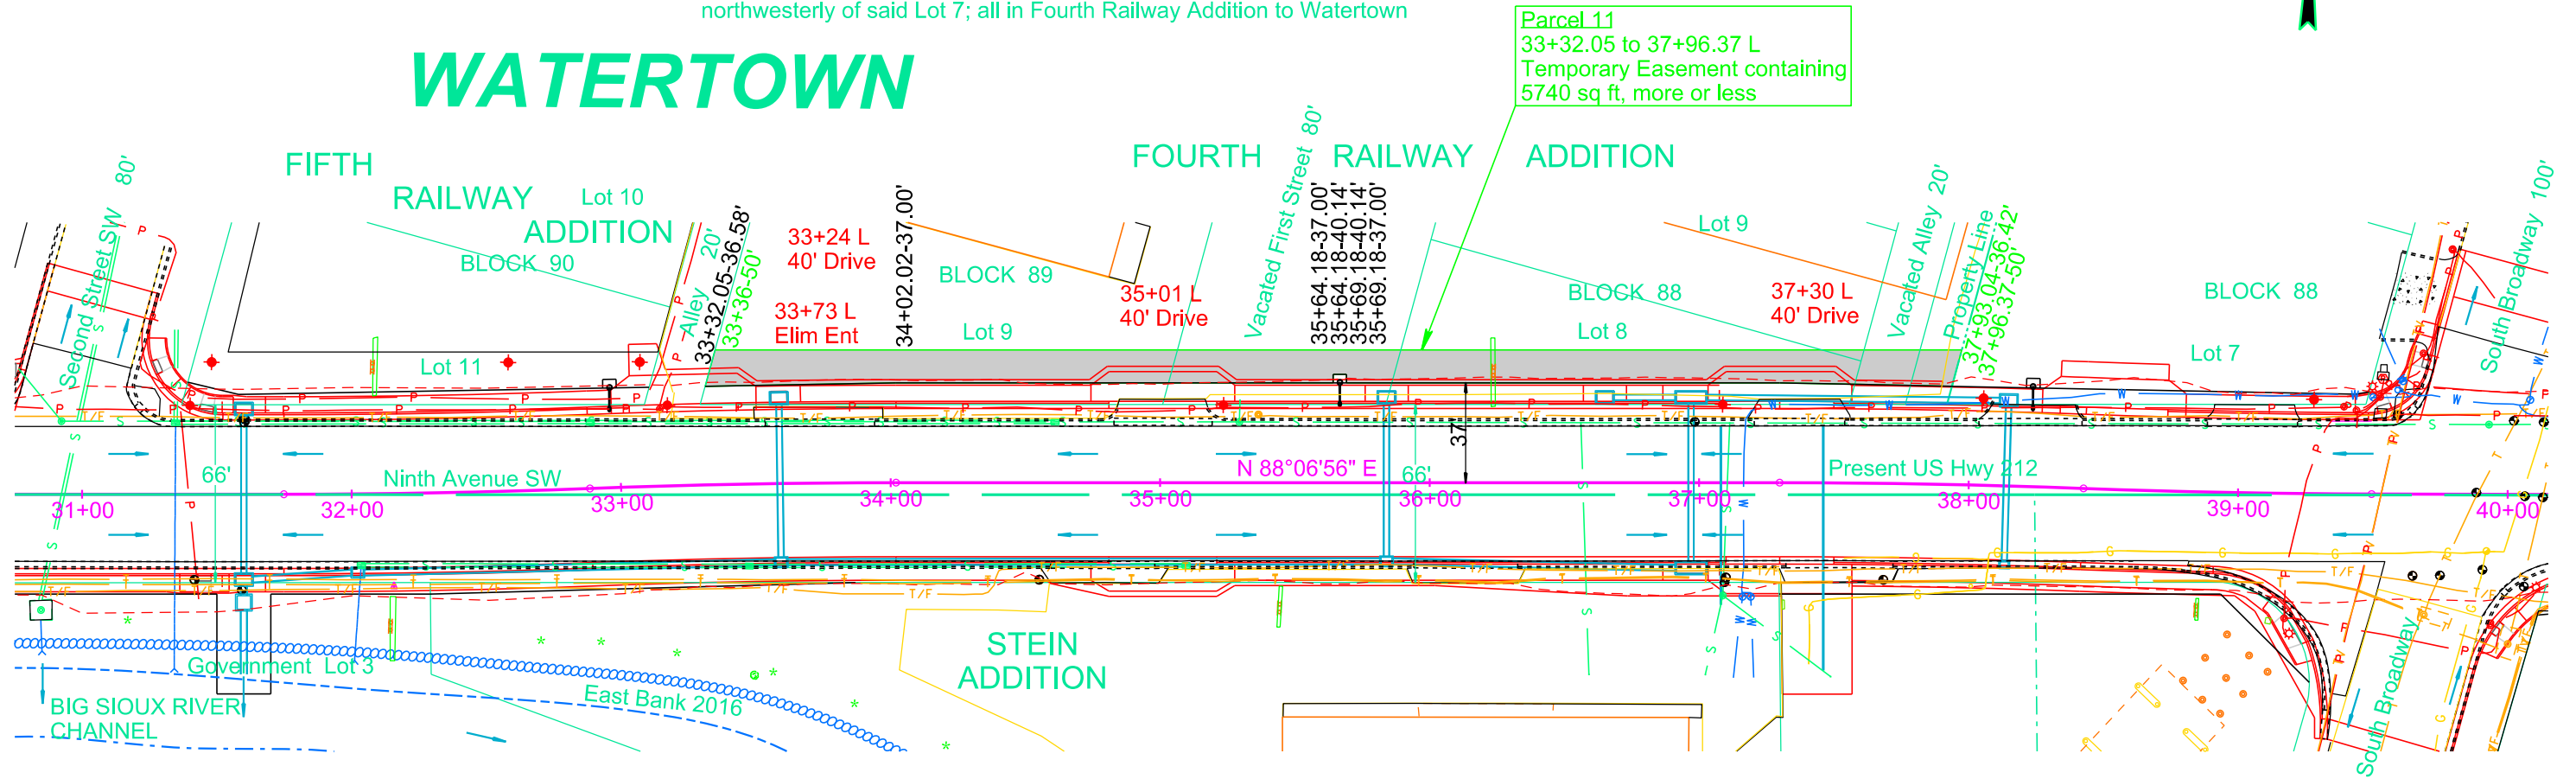 northwesterly of said Lot 7; all in Fourth Railway Addition to Watertown
WATERTOWN
Parcel 11
33+32.05 to 37+96.37 L
Temporary Easement containing
5740 sq ft, more or less
FIFTH
RAILWAY
ADDITION
FOURTH RAILWAY ADDITION
Second Street SW 80'
Lot 10
BLOCK 90
Lot 11
Alley 20'
33+32.05-36.58'
33+36-50'
33+24 L
40' Drive
33+73 L
Elim Ent
34+02.02-37.00'
BLOCK 89
Lot 9
35+01 L
40' Drive
Vacated First Street 80'
35+64.18-37.00'
35+64.18-40.14'
35+69.18-40.14'
35+69.18-37.00'
BLOCK 88
Lot 8
Lot 9
37+30 L
40' Drive
Vacated Alley 20'
Property Line
37+93.04-36.42'
37+96.37-50'
BLOCK 88
Lot 7
South Broadway 100'
66'
Ninth Avenue SW
N 88°06'56" E
66'
37'
Present US Hwy 212
31+00
32+00
33+00
34+00
35+00
36+00
37+00
38+00
39+00
40+00
Government Lot 3
BIG SIOUX RIVER
CHANNEL
East Bank 2016
STEIN
ADDITION
South Broadway